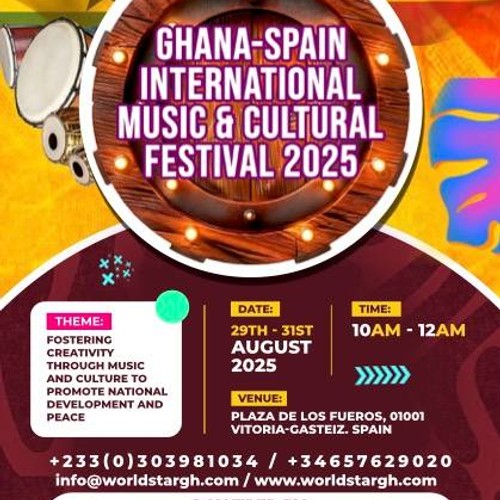 GHANA-SPAIN
INTERNATIONAL
MUSIC & CULTURAL
FESTIVAL 2025
THEME:
FOSTERING
CREATIVITY
THROUGH MUSIC
AND CULTURE TO
PROMOTE NATIONAL
DEVELOPMENT AND
PEACE
DATE:
29TH - 31ST
AUGUST
2025
TIME:
10AM - 12AM
VENUE:
PLAZA DE LOS FUEROS, 01001
VITORIA-GASTEIZ. SPAIN
+233(0)303981034 / +34657629020
info@worldstargh.com / www.worldstargh.com